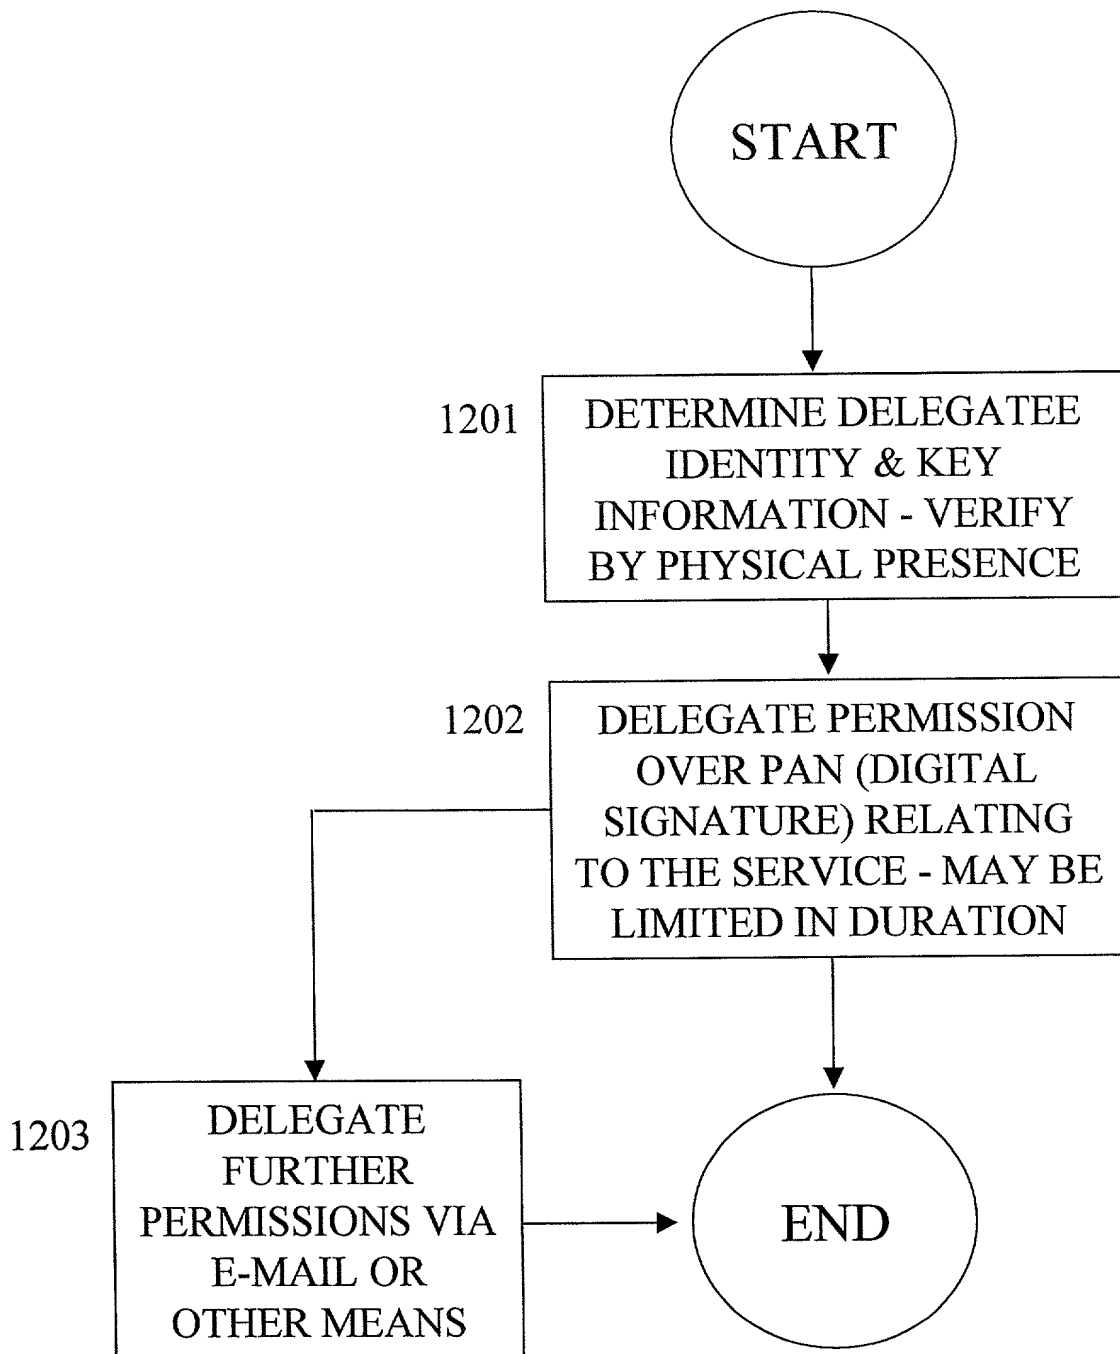 START
1201
DETERMINE DELEGATEE
IDENTITY & KEY
INFORMATION - VERIFY
BY PHYSICAL PRESENCE
1202
DELEGATE PERMISSION
OVER PAN (DIGITAL
SIGNATURE) RELATING
TO THE SERVICE - MAY BE
LIMITED IN DURATION
1203
DELEGATE
FURTHER
PERMISSIONS VIA
E-MAIL OR
OTHER MEANS
END